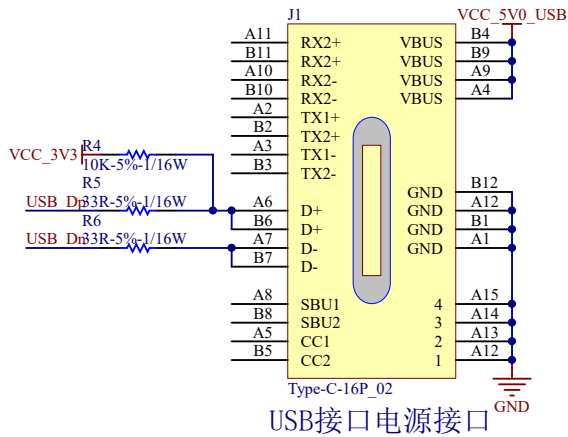 J1
VCC_5V0_USB
A11 RX2+ VBUS B4
B11 RX2+ VBUS B9
A10 RX2- VBUS A9
B10 RX2- VBUS A4
A2 TX1+
B2 TX2+
A3 TX1-
B3 TX2-
VCC_3V3 R4
10K-5%-1/16W
R5
USB_Dp 33R-5%-1/16W
R6
USB_Dn 33R-5%-1/16W
GND B12
A6 D+ GND A12
B6 D+ GND B1
A7 D- GND A1
B7 D-
A8 SBU1 4 A15
B8 SBU2 3 A14
A5 CC1 2 A13
B5 CC2 1 A12
Type-C-16P_02
GND
USB接口电源接口